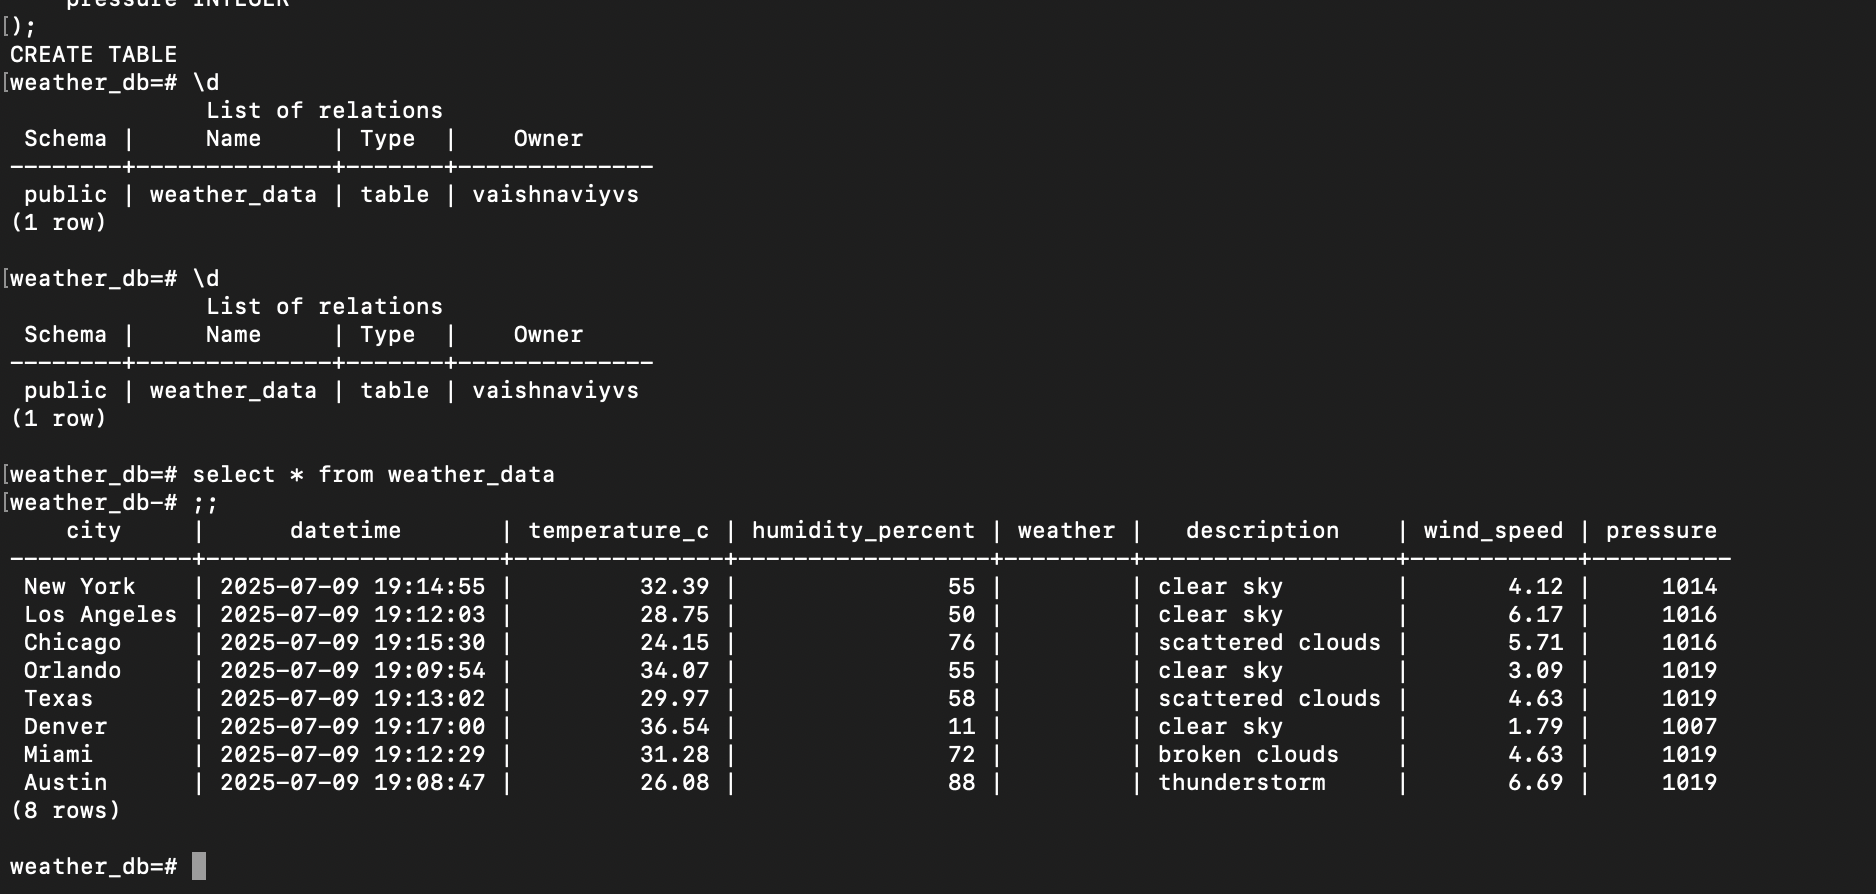 pressure INTEGER
[);
CREATE TABLE
[weather_db=# \d
              List of relations
 Schema |     Name     | Type  |    Owner
--------+--------------+-------+--------------
 public | weather_data | table | vaishnaviyvs
(1 row)

[weather_db=# \d
              List of relations
 Schema |     Name     | Type  |    Owner
--------+--------------+-------+--------------
 public | weather_data | table | vaishnaviyvs
(1 row)

[weather_db=# select * from weather_data
[weather_db-# ;;
    city     |      datetime       | temperature_c | humidity_percent | weather |   description    | wind_speed | pressure
-------------+---------------------+---------------+------------------+---------+------------------+------------+----------
 New York    | 2025-07-09 19:14:55 |         32.39 |               55 |         | clear sky        |       4.12 |     1014
 Los Angeles | 2025-07-09 19:12:03 |         28.75 |               50 |         | clear sky        |       6.17 |     1016
 Chicago     | 2025-07-09 19:15:30 |         24.15 |               76 |         | scattered clouds |       5.71 |     1016
 Orlando     | 2025-07-09 19:09:54 |         34.07 |               55 |         | clear sky        |       3.09 |     1019
 Texas       | 2025-07-09 19:13:02 |         29.97 |               58 |         | scattered clouds |       4.63 |     1019
 Denver      | 2025-07-09 19:17:00 |         36.54 |               11 |         | clear sky        |       1.79 |     1007
 Miami       | 2025-07-09 19:12:29 |         31.28 |               72 |         | broken clouds    |       4.63 |     1019
 Austin      | 2025-07-09 19:08:47 |         26.08 |               88 |         | thunderstorm     |       6.69 |     1019
(8 rows)

weather_db=#